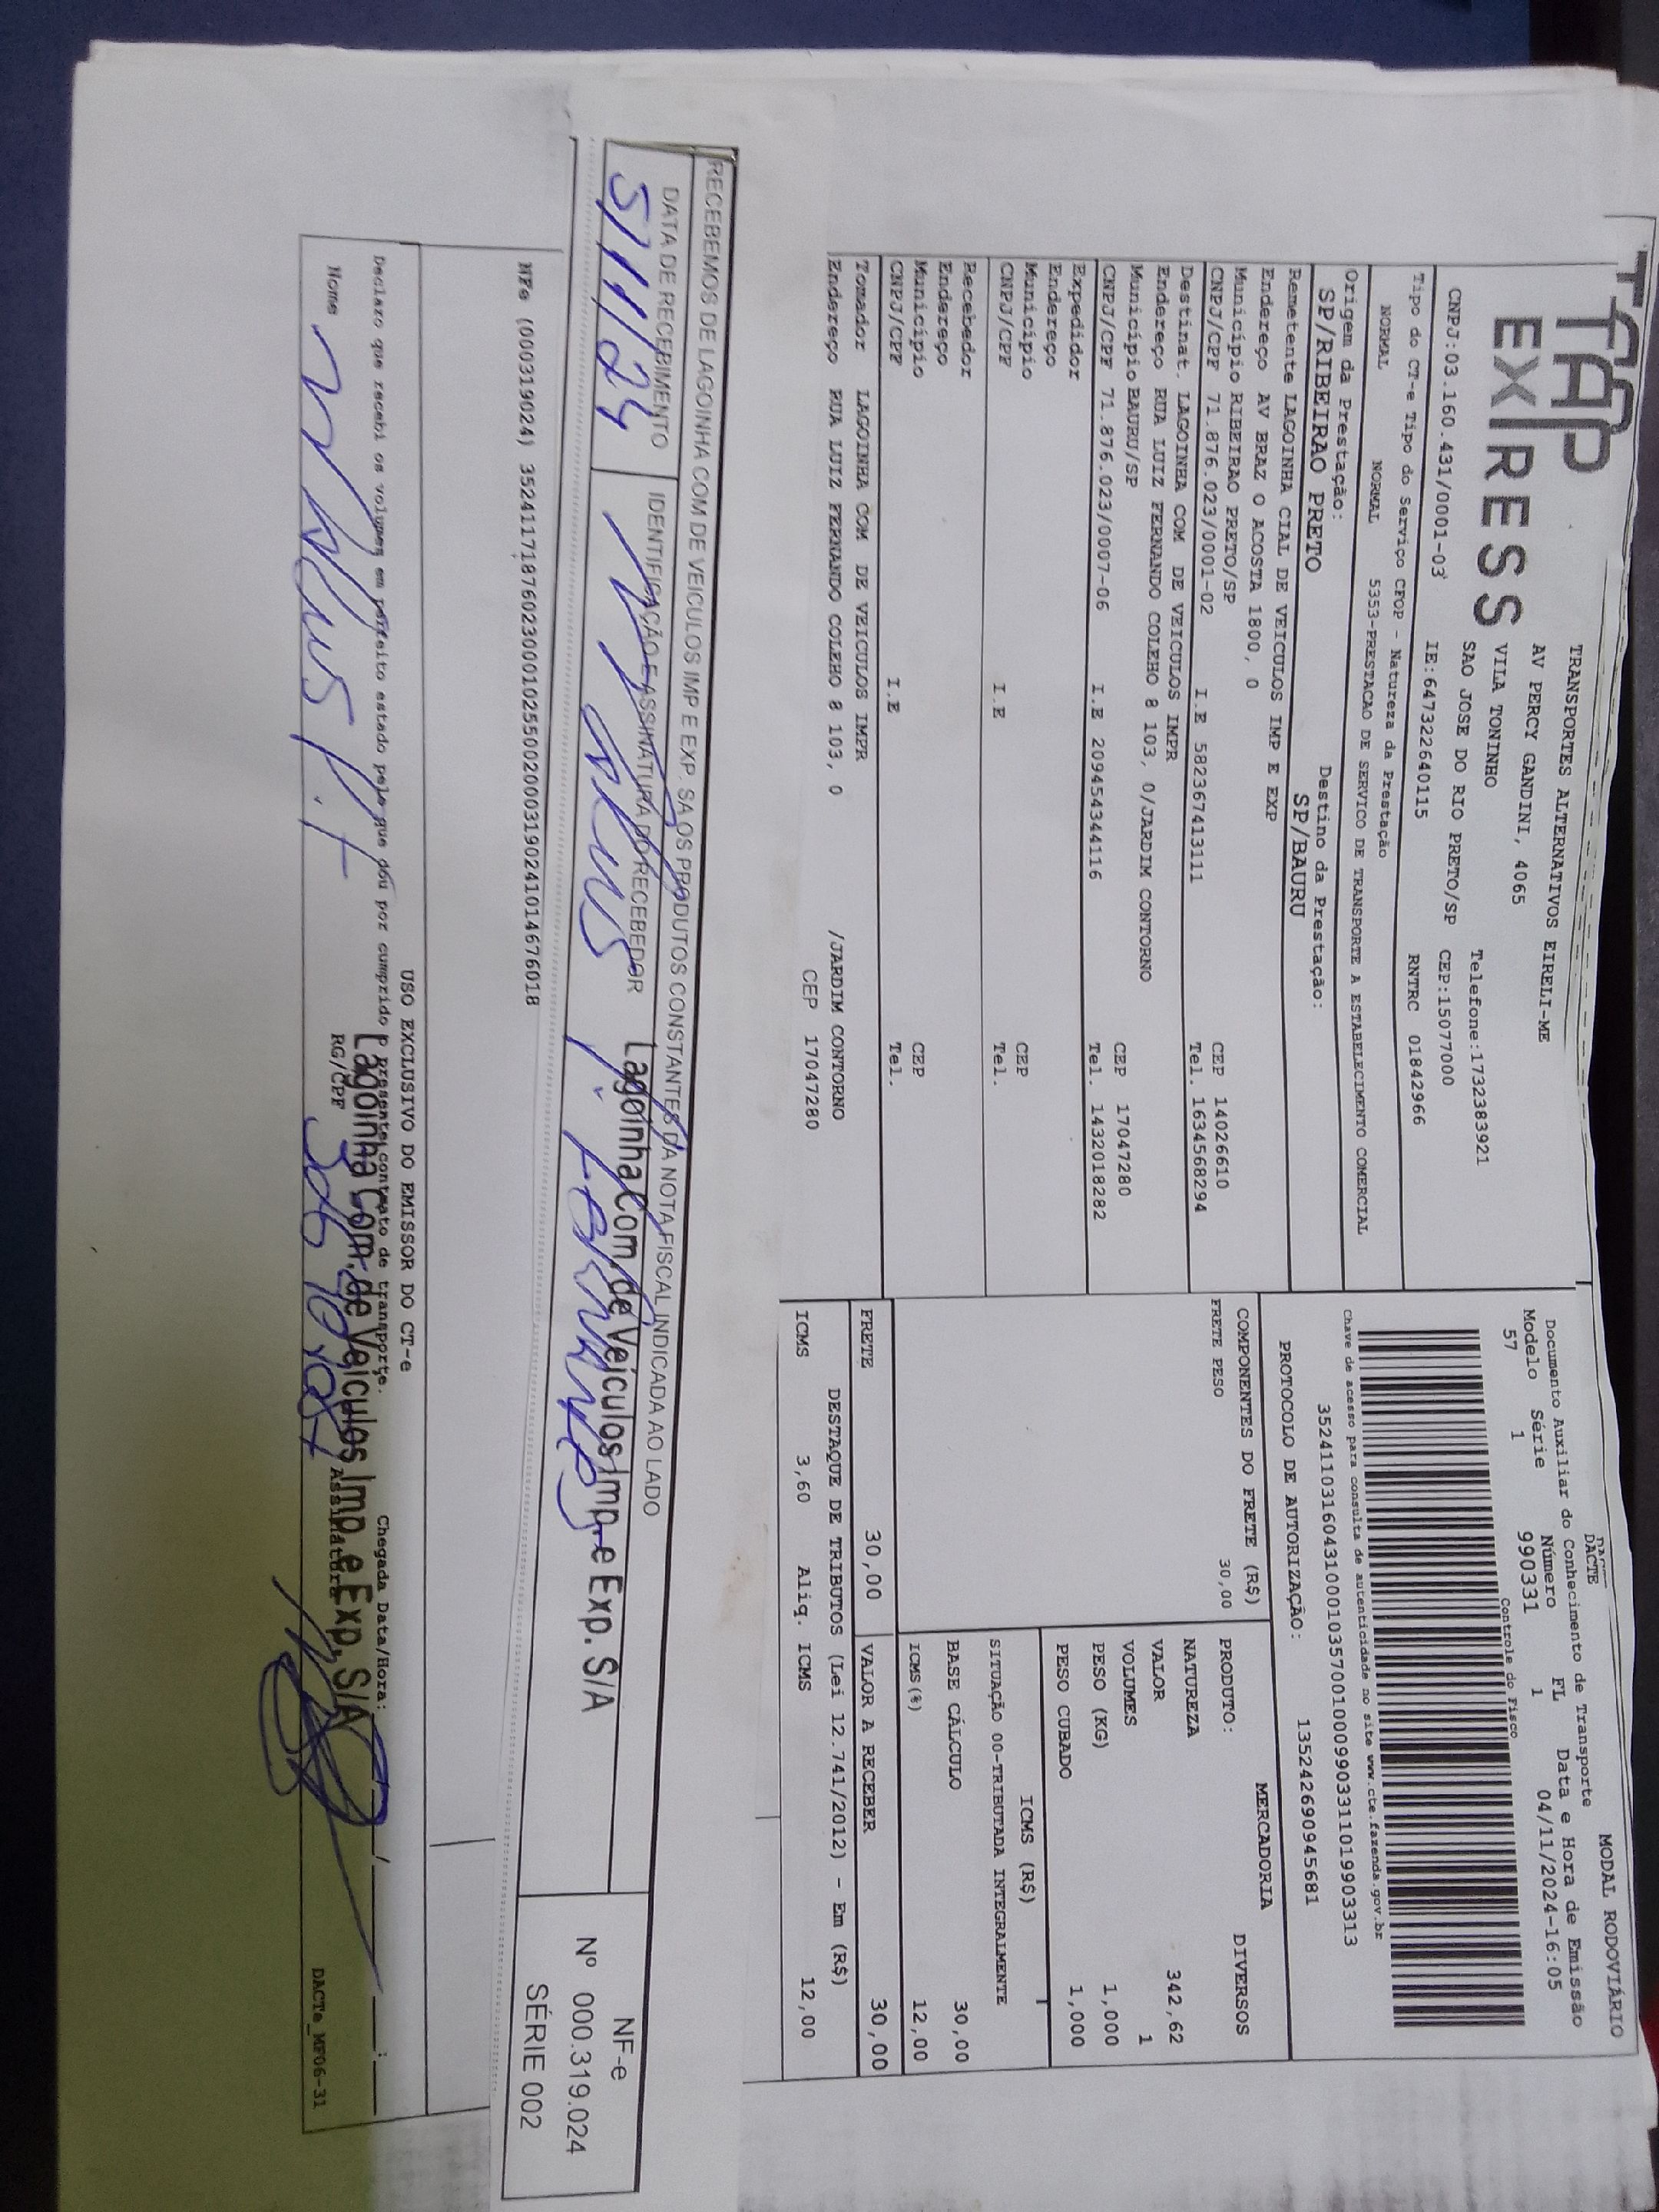 TAP
EXPRESS
TRANSPORTES ALTERNATIVOS EIRELI-ME
AV PERCY GANDINI, 4065
VILA TONINHO
Telefone:1732383921
SAO JOSE DO RIO PRETO/SP CEP:15077000
CNPJ:03.160.431/0001-03 IE:647322640115 RNTRC 01842966
Tipo do CT-e Tipo do Serviço CFOP - Natureza da Prestação
NORMAL NORMAL 5353-PRESTACAO DE SERVICO DE TRANSPORTE A ESTABELECIMENTO COMERCIAL
Origem da Prestação: Destino da Prestação:
SP/RIBEIRAO PRETO SP/BAURU
MODAL RODOVIÁRIO
DACTE
DACTE
Documento Auxiliar do Conhecimento de Transporte
Modelo Série Número FL Data e Hora de Emissão
57 1 990331 1 04/11/2024-16:05
Controle do Fisco
Chave de acesso para consulta de autenticidade no site www.cte.fazenda.gov.br
35241103160431000103570010009903311019903313
PROTOCOLO DE AUTORIZAÇÃO: 135242690945681
Remetente LAGOINHA CIAL DE VEICULOS IMP E EXP
Endereço AV BRAZ O ACOSTA 1800, 0
Município RIBEIRAO PRETO/SP CEP 14026610
CNPJ/CPF 71.876.023/0001-02 I.E 582367413111 Tel. 1634568294
Destinat. LAGOINHA COM DE VEICULOS IMPR
Endereço RUA LUIZ FERNANDO COLEHO 8 103, 0/JARDIM CONTORNO
Município BAURU/SP CEP 17047280
CNPJ/CPF 71.876.023/0007-06 I.E 209454344116 Tel. 1432018282
Expedidor
Endereço
Município CEP
CNPJ/CPF I.E Tel.
Recebedor
Endereço
Município CEP
CNPJ/CPF I.E Tel.
Tomador LAGOINHA COM DE VEICULOS IMPR
Endereço RUA LUIZ FERNANDO COLEHO 8 103, 0 /JARDIM CONTORNO
CEP 17047280
COMPONENTES DO FRETE (R$)
FRETE PESO 30,00
MERCADORIA
PRODUTO: DIVERSOS
NATUREZA
VALOR 342,62
VOLUMES 1
PESO (KG) 1,000
PESO CUBADO 1,000
ICMS (R$)
SITUAÇÃO 00-TRIBUTADA INTEGRALMENTE
BASE CÁLCULO 30,00
ICMS(%) 12,00
FRETE 30,00 VALOR A RECEBER 30,00
DESTAQUE DE TRIBUTOS (Lei 12.741/2012) - Em (R$)
ICMS 3,60 Aliq. ICMS 12,00
RECEBEMOS DE LAGOINHA COM DE VEICULOS IMP E EXP. SA OS PRODUTOS CONSTANTES DA NOTA FISCAL INDICADA AO LADO
DATA DE RECEBIMENTO IDENTIFICAÇÃO E ASSINATURA DO RECEBEDOR
5/11/24
Lagoinha Com. de Veículos Imp. e Exp. S/A
NF-e
Nº 000.319.024
SÉRIE 002
NFe (000319024) 35241171876023000102550020003190241014676018
USO EXCLUSIVO DO EMISSOR DO CT-e
Declaro que recebi os volumes em perfeito estado pelo que dou por cumprido o presente contrato de transporte. Chegada Data/Hora: / :
Lagoinha Com. de Veículos Imp. e Exp. S/A
Nome RG/CPF Assinatura
DACTe_MF06-31